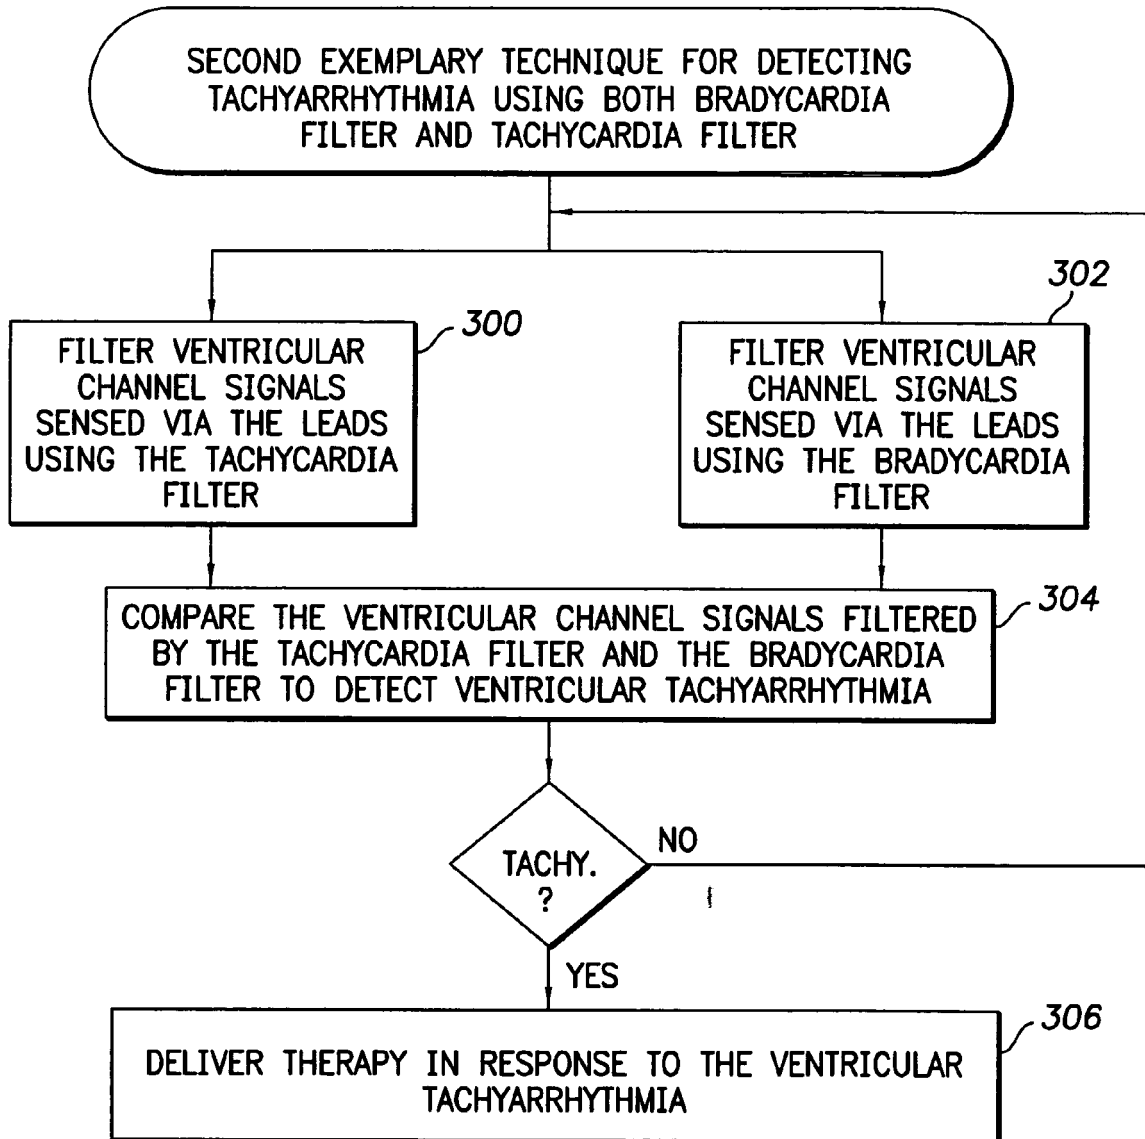 SECOND EXEMPLARY TECHNIQUE FOR DETECTING
TACHYARRHYTHMIA USING BOTH BRADYCARDIA
FILTER AND TACHYCARDIA FILTER
300
FILTER VENTRICULAR
CHANNEL SIGNALS
SENSED VIA THE LEADS
USING THE TACHYCARDIA
FILTER
302
FILTER VENTRICULAR
CHANNEL SIGNALS
SENSED VIA THE LEADS
USING THE BRADYCARDIA
FILTER
304
COMPARE THE VENTRICULAR CHANNEL SIGNALS FILTERED
BY THE TACHYCARDIA FILTER AND THE BRADYCARDIA
FILTER TO DETECT VENTRICULAR TACHYARRHYTHMIA
TACHY.
?
NO
YES
306
DELIVER THERAPY IN RESPONSE TO THE VENTRICULAR
TACHYARRHYTHMIA